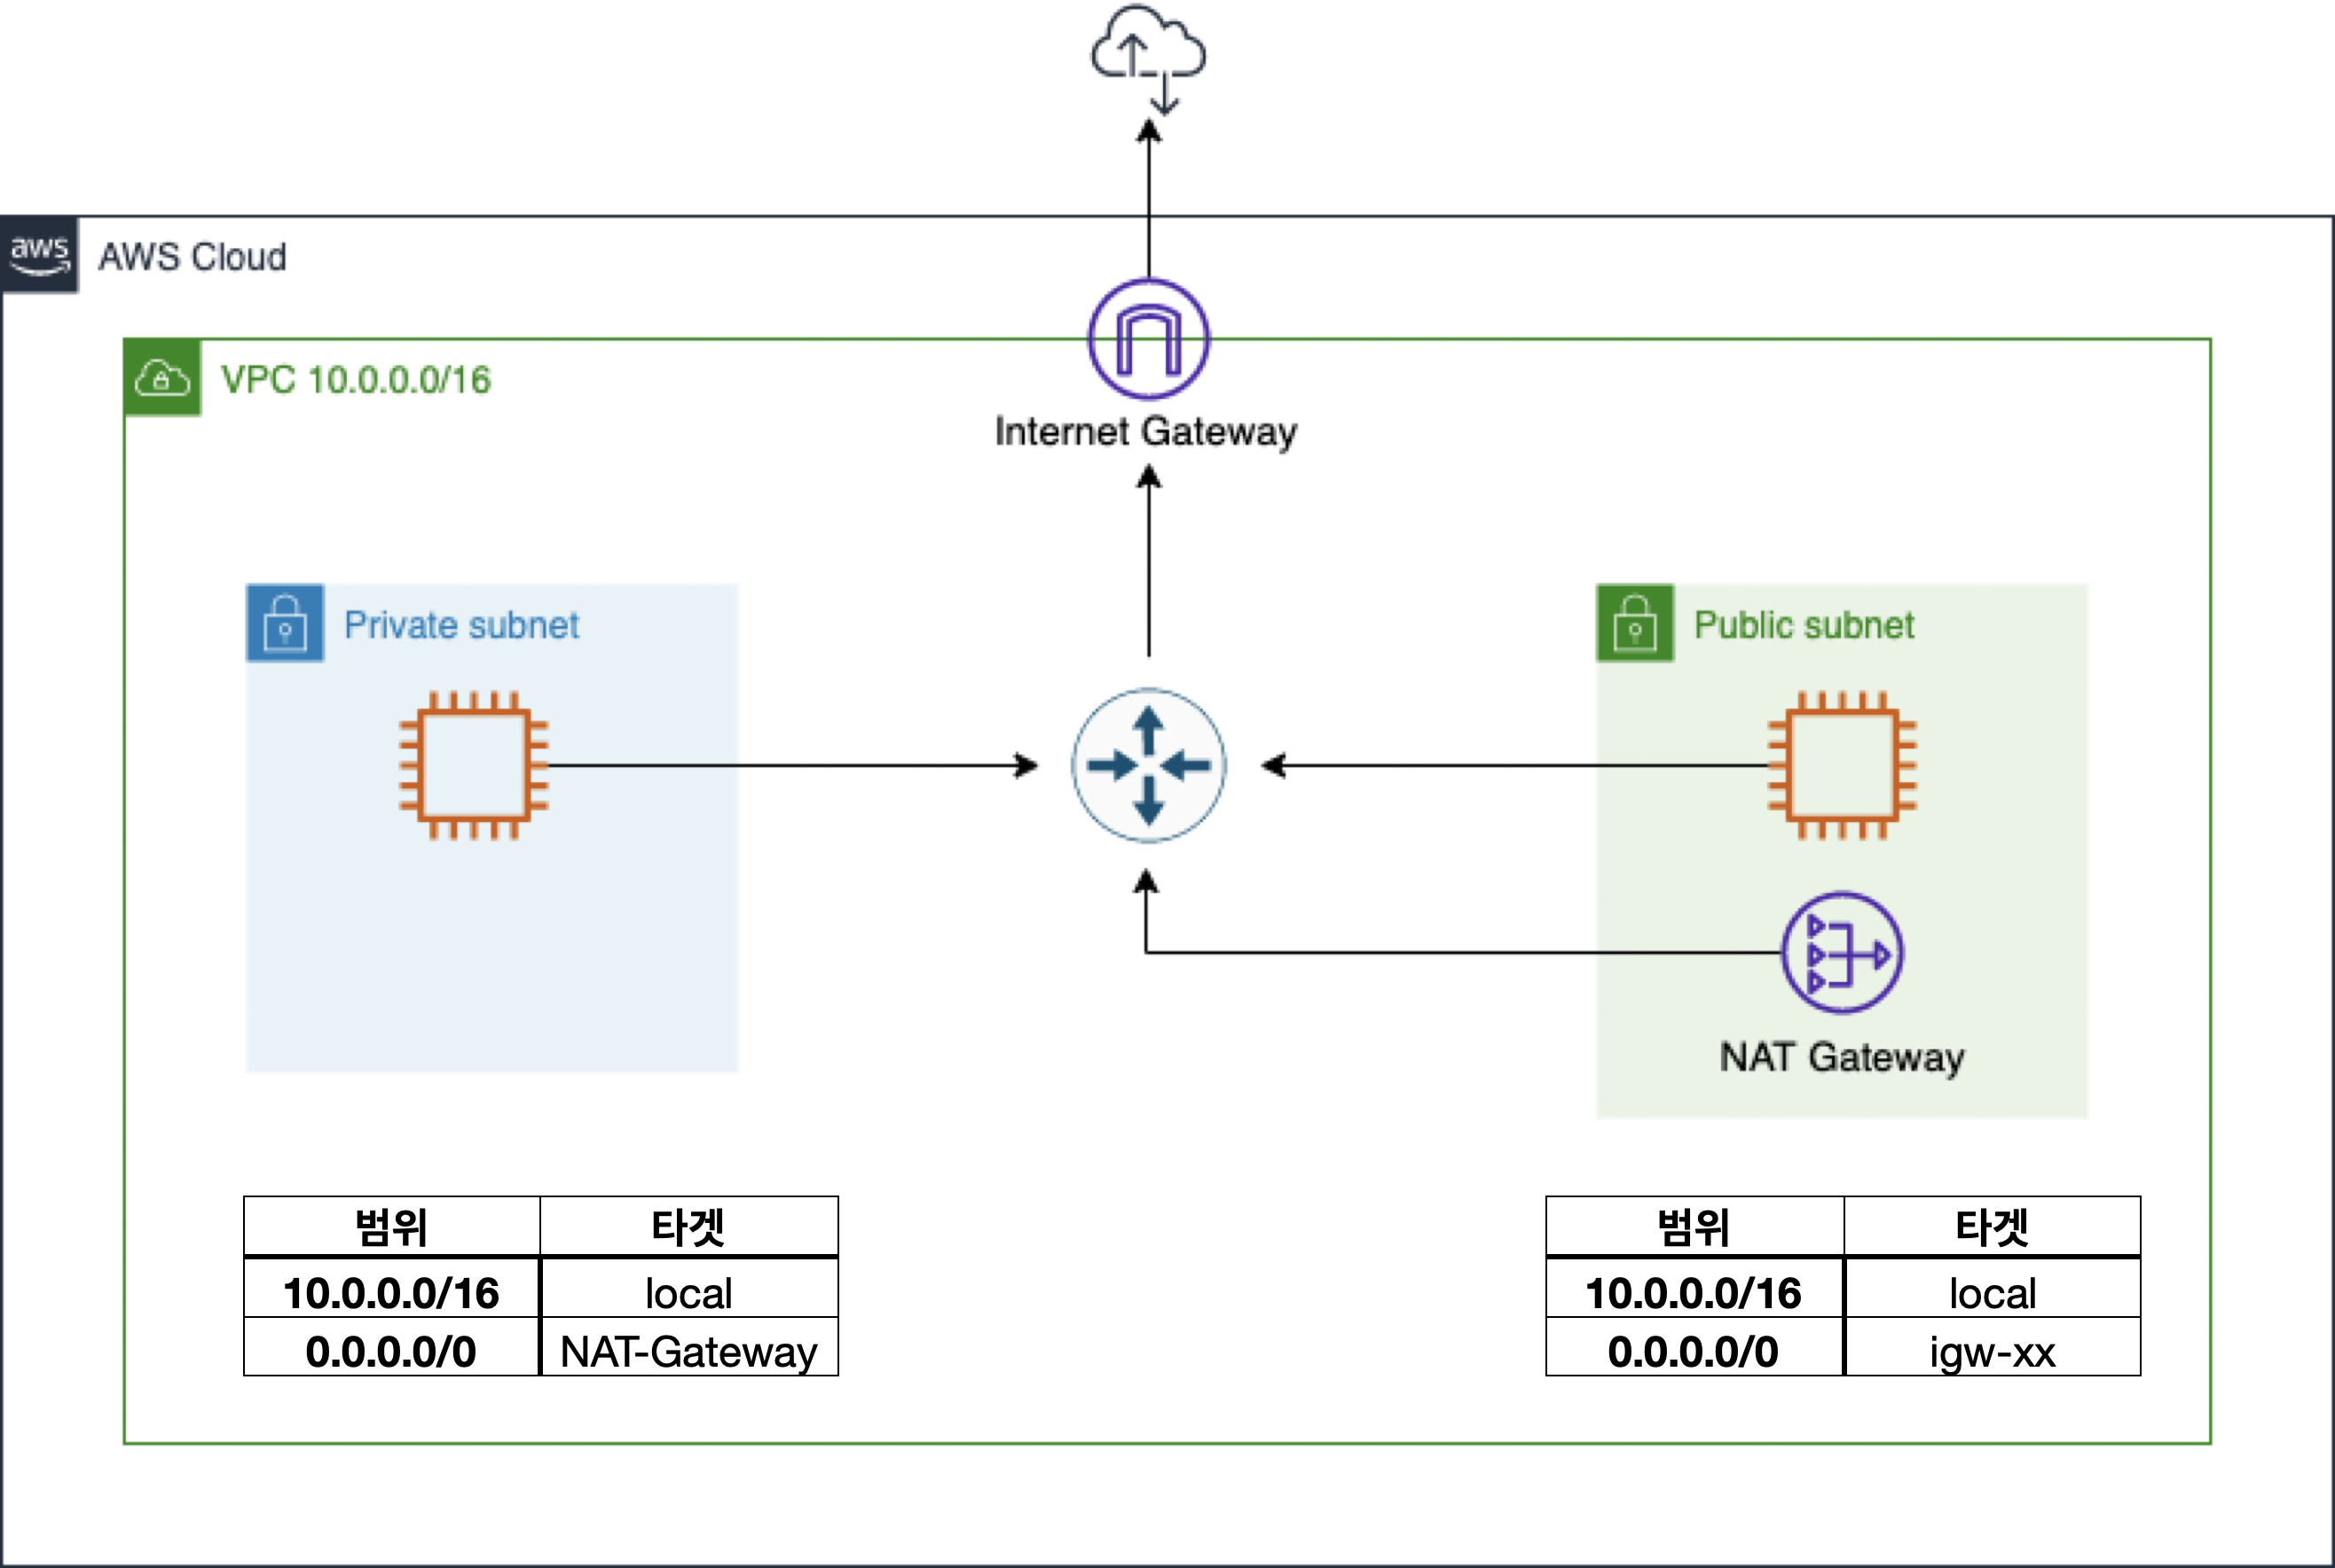 aws
AWS Cloud
VPC 10.0.0.0/16
Internet Gateway
Private subnet
Public subnet
NAT Gateway
범위 타겟
10.0.0.0/16 local
0.0.0.0/0 NAT-Gateway
범위 타겟
10.0.0.0/16 local
0.0.0.0/0 igw-xx